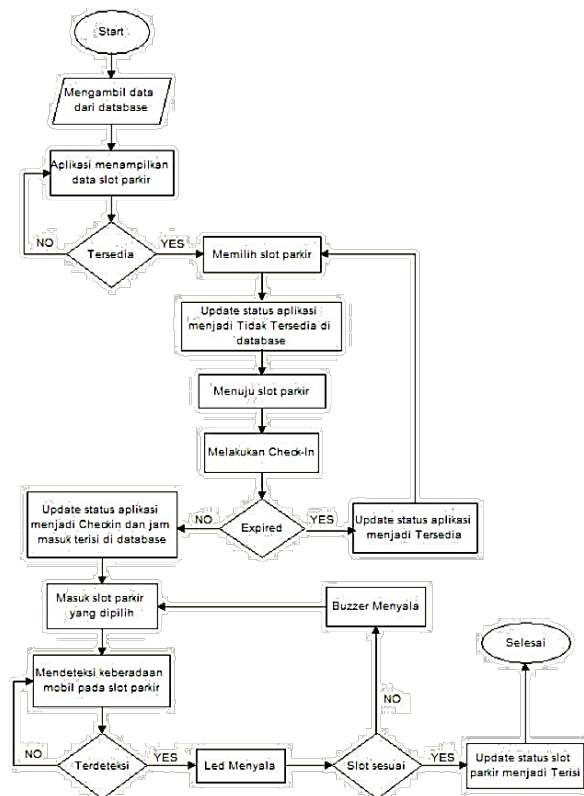 Start
Mengambil data
dari database
Aplikasi menampilkan
data slot parkir
NO
Tersedia
YES
Memilih slot parkir
Update status aplikasi
menjadi Tidak Tersedia di
database
Menuju slot parkir
Melakukan Check-In
Update status aplikasi
menjadi Checkin dan jam
masuk terisi di database
NO
Expired
YES
Update status aplikasi
menjadi Tersedia
Masuk slot parkir
yang dipilih
Buzzer Menyala
Selesai
Mendeteksi keberadaan
mobil pada slot parkir
NO
NO
Terdeteksi
YES
Led Menyala
Slot sesuai
YES
Update status slot
parkir menjadi Terisi